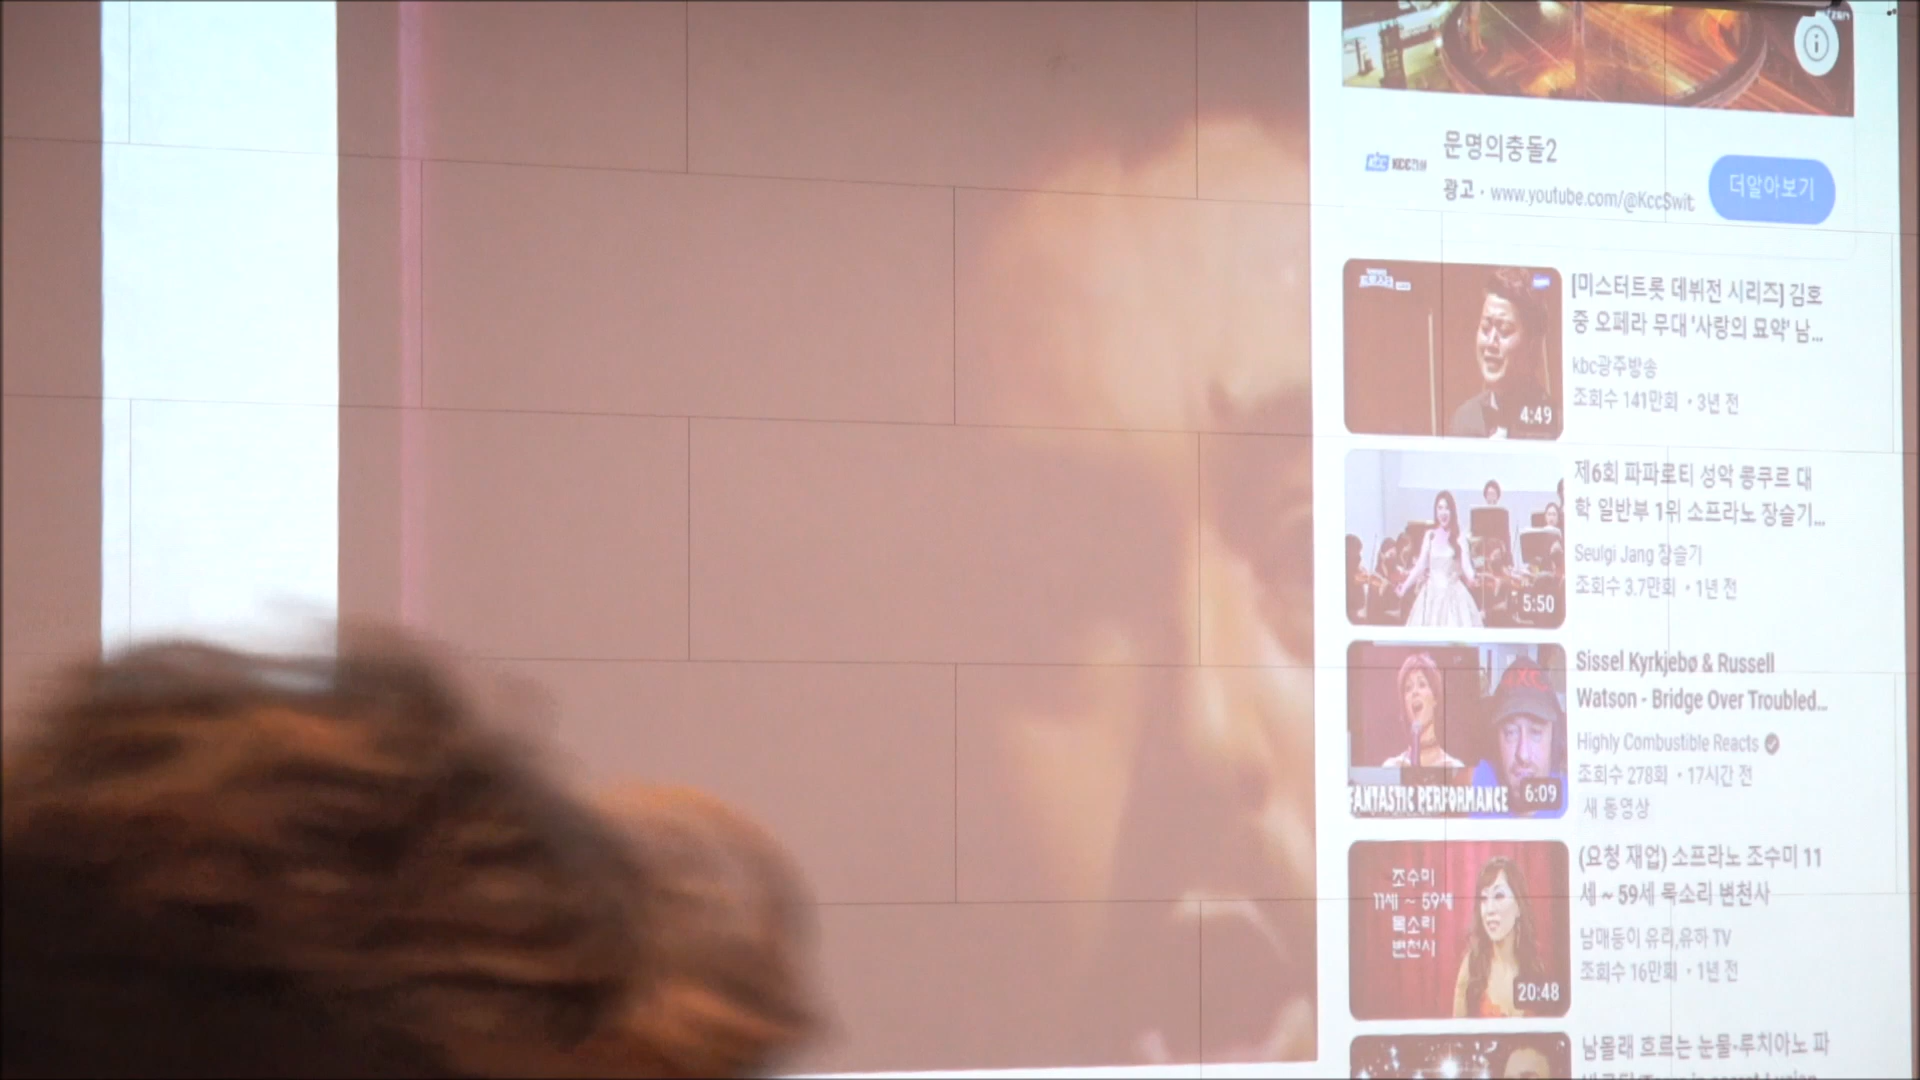 문명의충돌2
광고 · www.youtube.com/@KccSwit
더알아보기
[미스터트롯 데뷔전 시리즈] 김호
중 오페라 무대 '사랑의 묘약' 남...
kbc광주방송
조회수 141만회 · 3년 전
4:49
제6회 파파로티 성악 콩쿠르 대
학 일반부 1위 소프라노 장슬기...
Seulgi Jang 장슬기
조회수 3.7만회 · 1년 전
5:50
Sissel Kyrkjebø & Russell
Watson - Bridge Over Troubled...
Highly Combustible Reacts
조회수 278회 · 17시간 전
새 동영상
FANTASTIC PERFORMANCE
6:09
(요청 재업) 소프라노 조수미 11
세 ~ 59세 목소리 변천사
남매둥이 유리,유하 TV
조회수 16만회 · 1년 전
조수미
11세 ~ 59세
목소리
변천사
20:48
남몰래 흐르는 눈물-루치아노 파